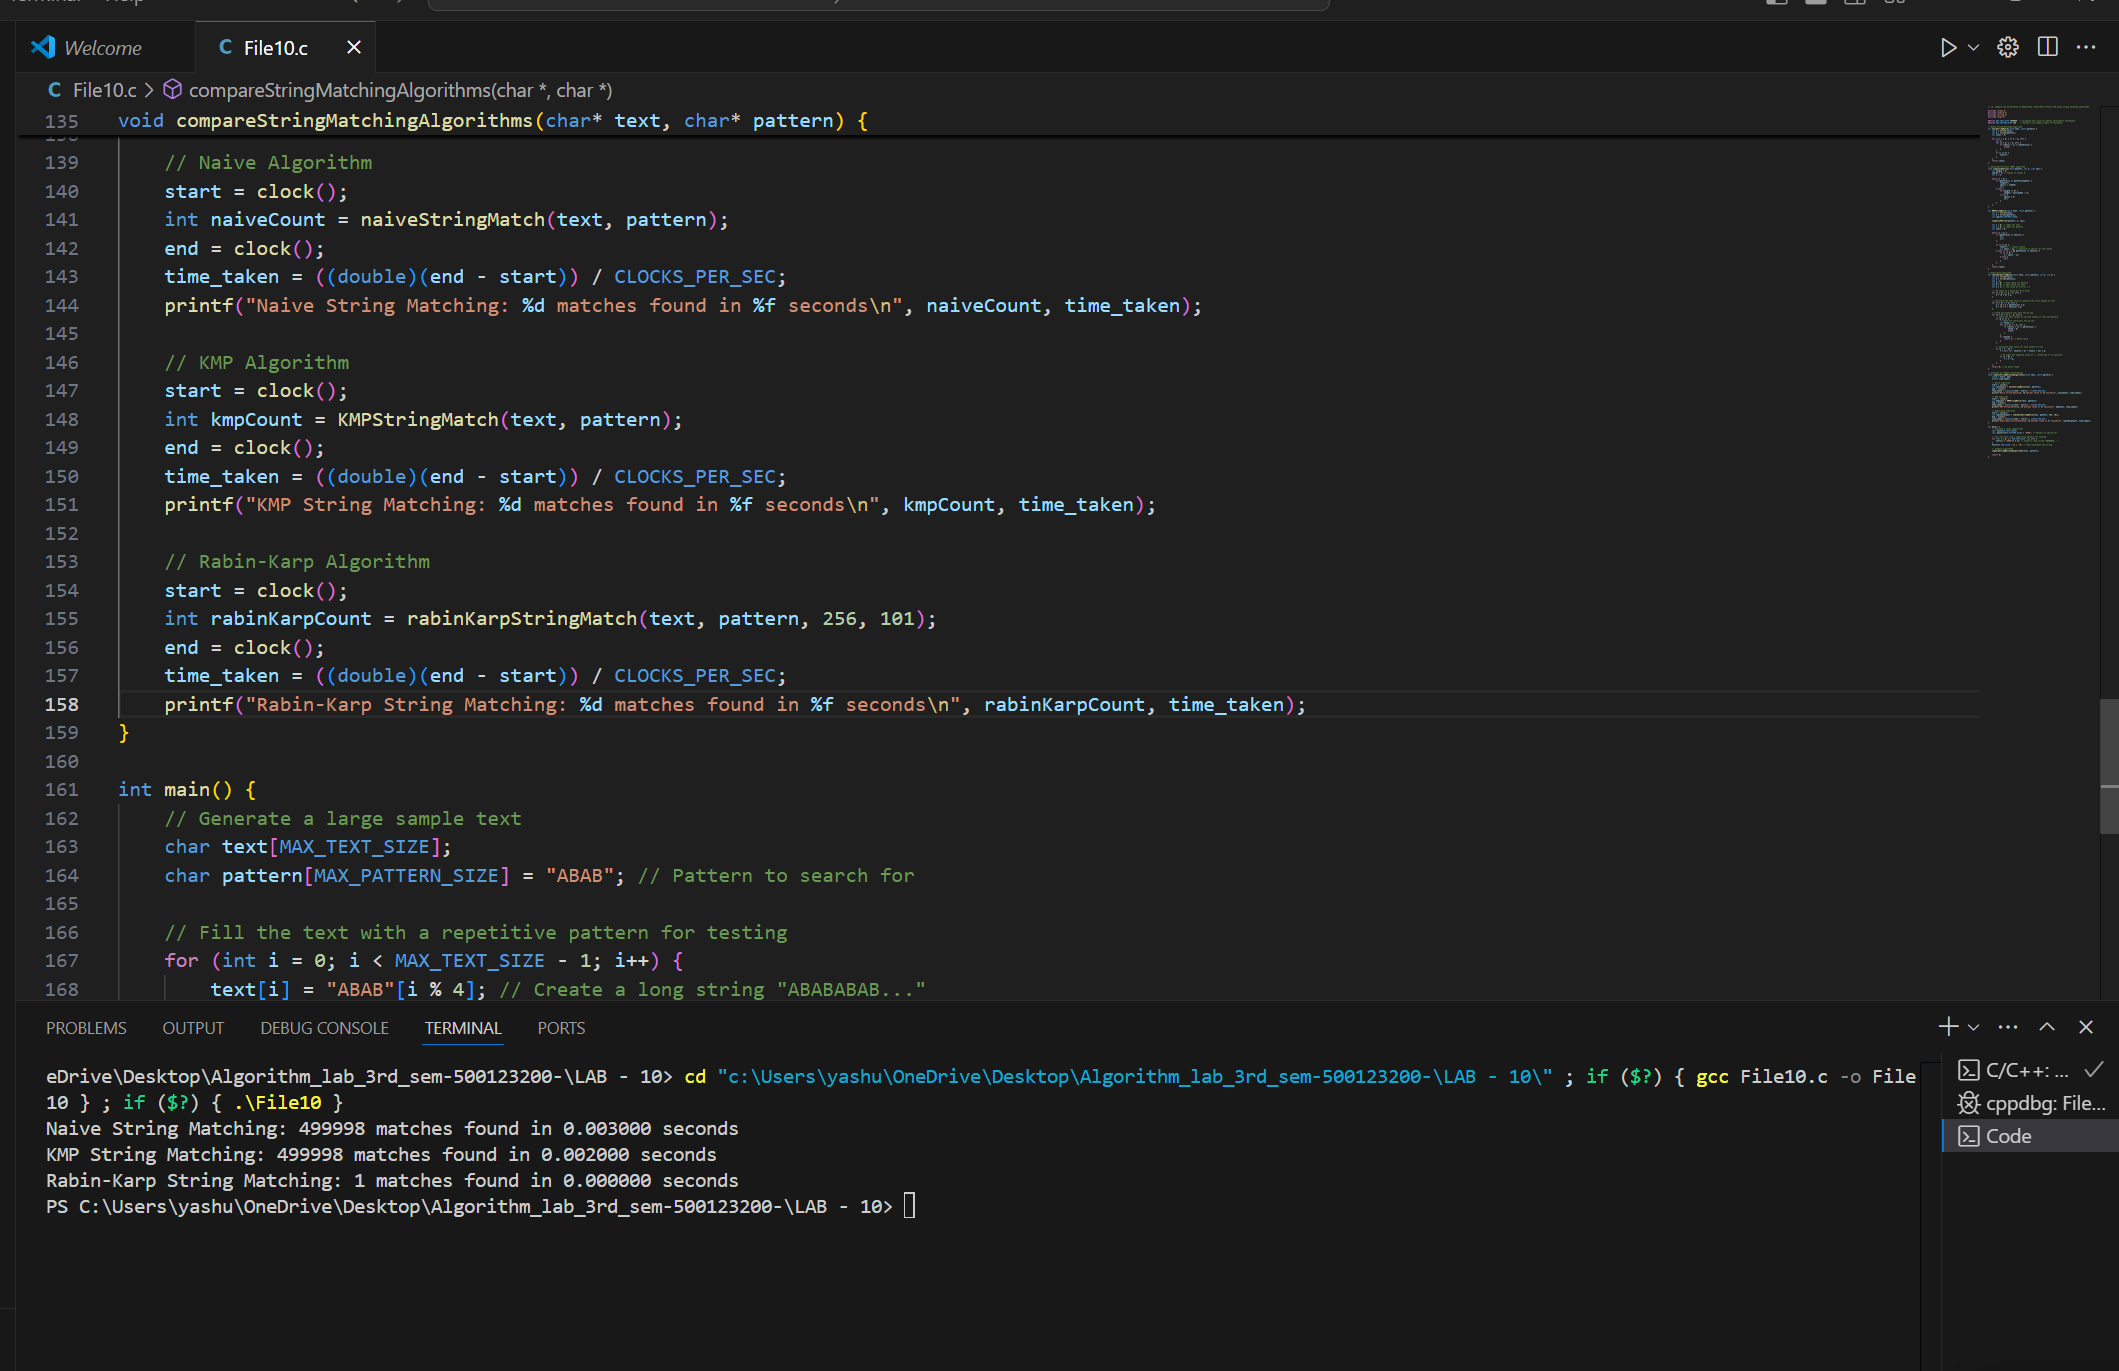 Welcome
C File10.c
C File10.c > compareStringMatchingAlgorithms(char *, char *)
135 void compareStringMatchingAlgorithms(char* text, char* pattern) {
139 // Naive Algorithm
140 start = clock();
141 int naiveCount = naiveStringMatch(text, pattern);
142 end = clock();
143 time_taken = ((double)(end - start)) / CLOCKS_PER_SEC;
144 printf("Naive String Matching: %d matches found in %f seconds\n", naiveCount, time_taken);
145
146 // KMP Algorithm
147 start = clock();
148 int kmpCount = KMPStringMatch(text, pattern);
149 end = clock();
150 time_taken = ((double)(end - start)) / CLOCKS_PER_SEC;
151 printf("KMP String Matching: %d matches found in %f seconds\n", kmpCount, time_taken);
152
153 // Rabin-Karp Algorithm
154 start = clock();
155 int rabinKarpCount = rabinKarpStringMatch(text, pattern, 256, 101);
156 end = clock();
157 time_taken = ((double)(end - start)) / CLOCKS_PER_SEC;
158 printf("Rabin-Karp String Matching: %d matches found in %f seconds\n", rabinKarpCount, time_taken);
159 }
160
161 int main() {
162 // Generate a large sample text
163 char text[MAX_TEXT_SIZE];
164 char pattern[MAX_PATTERN_SIZE] = "ABAB"; // Pattern to search for
165
166 // Fill the text with a repetitive pattern for testing
167 for (int i = 0; i < MAX_TEXT_SIZE - 1; i++) {
168 text[i] = "ABAB"[i % 4]; // Create a long string "ABABABAB..."
PROBLEMS OUTPUT DEBUG CONSOLE TERMINAL PORTS
eDrive\Desktop\Algorithm_lab_3rd_sem-500123200-\LAB - 10> cd "c:\Users\yashu\OneDrive\Desktop\Algorithm_lab_3rd_sem-500123200-\LAB - 10\" ; if ($?) { gcc File10.c -o File
10 } ; if ($?) { .\File10 }
Naive String Matching: 499998 matches found in 0.003000 seconds
KMP String Matching: 499998 matches found in 0.002000 seconds
Rabin-Karp String Matching: 1 matches found in 0.000000 seconds
PS C:\Users\yashu\OneDrive\Desktop\Algorithm_lab_3rd_sem-500123200-\LAB - 10>
C/C++: ...
cppdbg: File...
Code